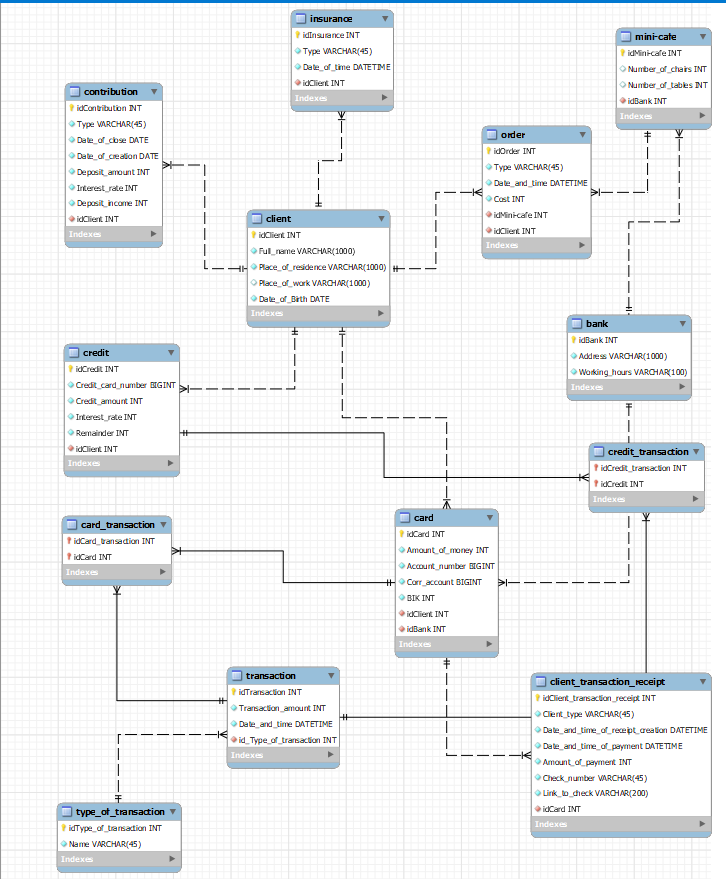 insurance
idInsurance INT
Type VARCHAR(45)
Date_of_time DATETIME
idClient INT
Indexes
mini-cafe
idMini-cafe INT
Number_of_chairs INT
Number_of_tables INT
idBank INT
Indexes
contribution
idContribution INT
Type VARCHAR(45)
Date_of_close DATE
Date_of_creation DATE
Deposit_amount INT
Interest_rate INT
Deposit_income INT
idClient INT
Indexes
order
idOrder INT
Type VARCHAR(45)
Date_and_time DATETIME
Cost INT
idMini-cafe INT
idClient INT
Indexes
client
idClient INT
Full_name VARCHAR(1000)
Place_of_residence VARCHAR(1000)
Place_of_work VARCHAR(1000)
Date_of_Birth DATE
Indexes
bank
idBank INT
Address VARCHAR(1000)
Working_hours VARCHAR(100)
Indexes
credit
idCredit INT
Credit_card_number BIGINT
Credit_amount INT
Interest_rate INT
Remainder INT
idClient INT
Indexes
credit_transaction
idCredit_transaction INT
idCredit INT
Indexes
card_transaction
idCard_transaction INT
idCard INT
Indexes
card
idCard INT
Amount_of_money INT
Account_number BIGINT
Corr_account BIGINT
BIK INT
idClient INT
idBank INT
Indexes
transaction
idTransaction INT
Transaction_amount INT
Date_and_time DATETIME
id_Type_of_transaction INT
Indexes
client_transaction_receipt
idClient_transaction_receipt INT
Client_type VARCHAR(45)
Date_and_time_of_receipt_creation DATETIME
Date_and_time_of_payment DATETIME
Amount_of_payment INT
Check_number VARCHAR(45)
Link_to_check VARCHAR(200)
idCard INT
Indexes
type_of_transaction
idType_of_transaction INT
Name VARCHAR(45)
Indexes